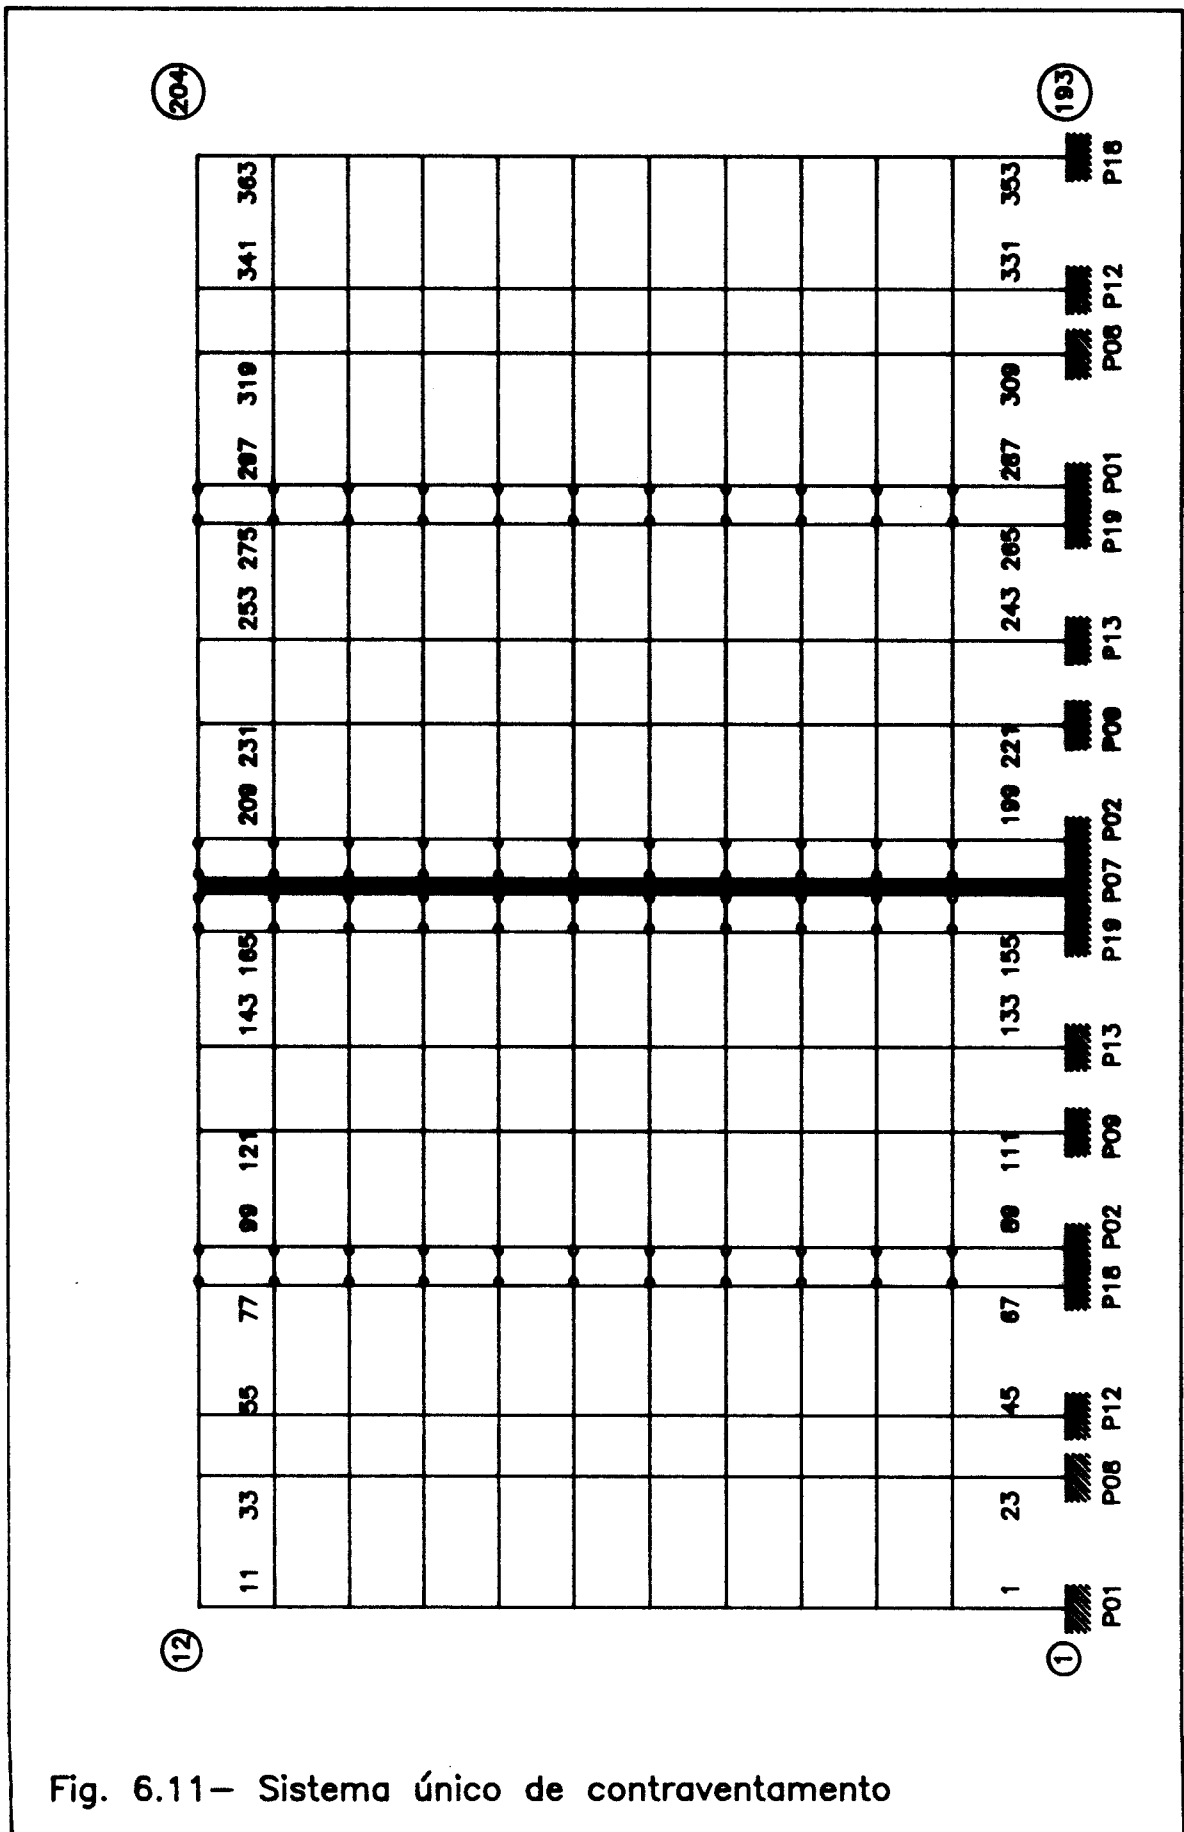 12 204
11 33 55 77 99 121 143 165 209 231 253 275 297 319 341 363
1 23 45 67 89 111 133 155 199 221 243 265 287 309 331 353
1 193
P01 P08 P12 P18 P02 P09 P13 P19 P07 P02 P09 P13 P19 P01 P08 P12 P18
Fig. 6.11– Sistema único de contraventamento